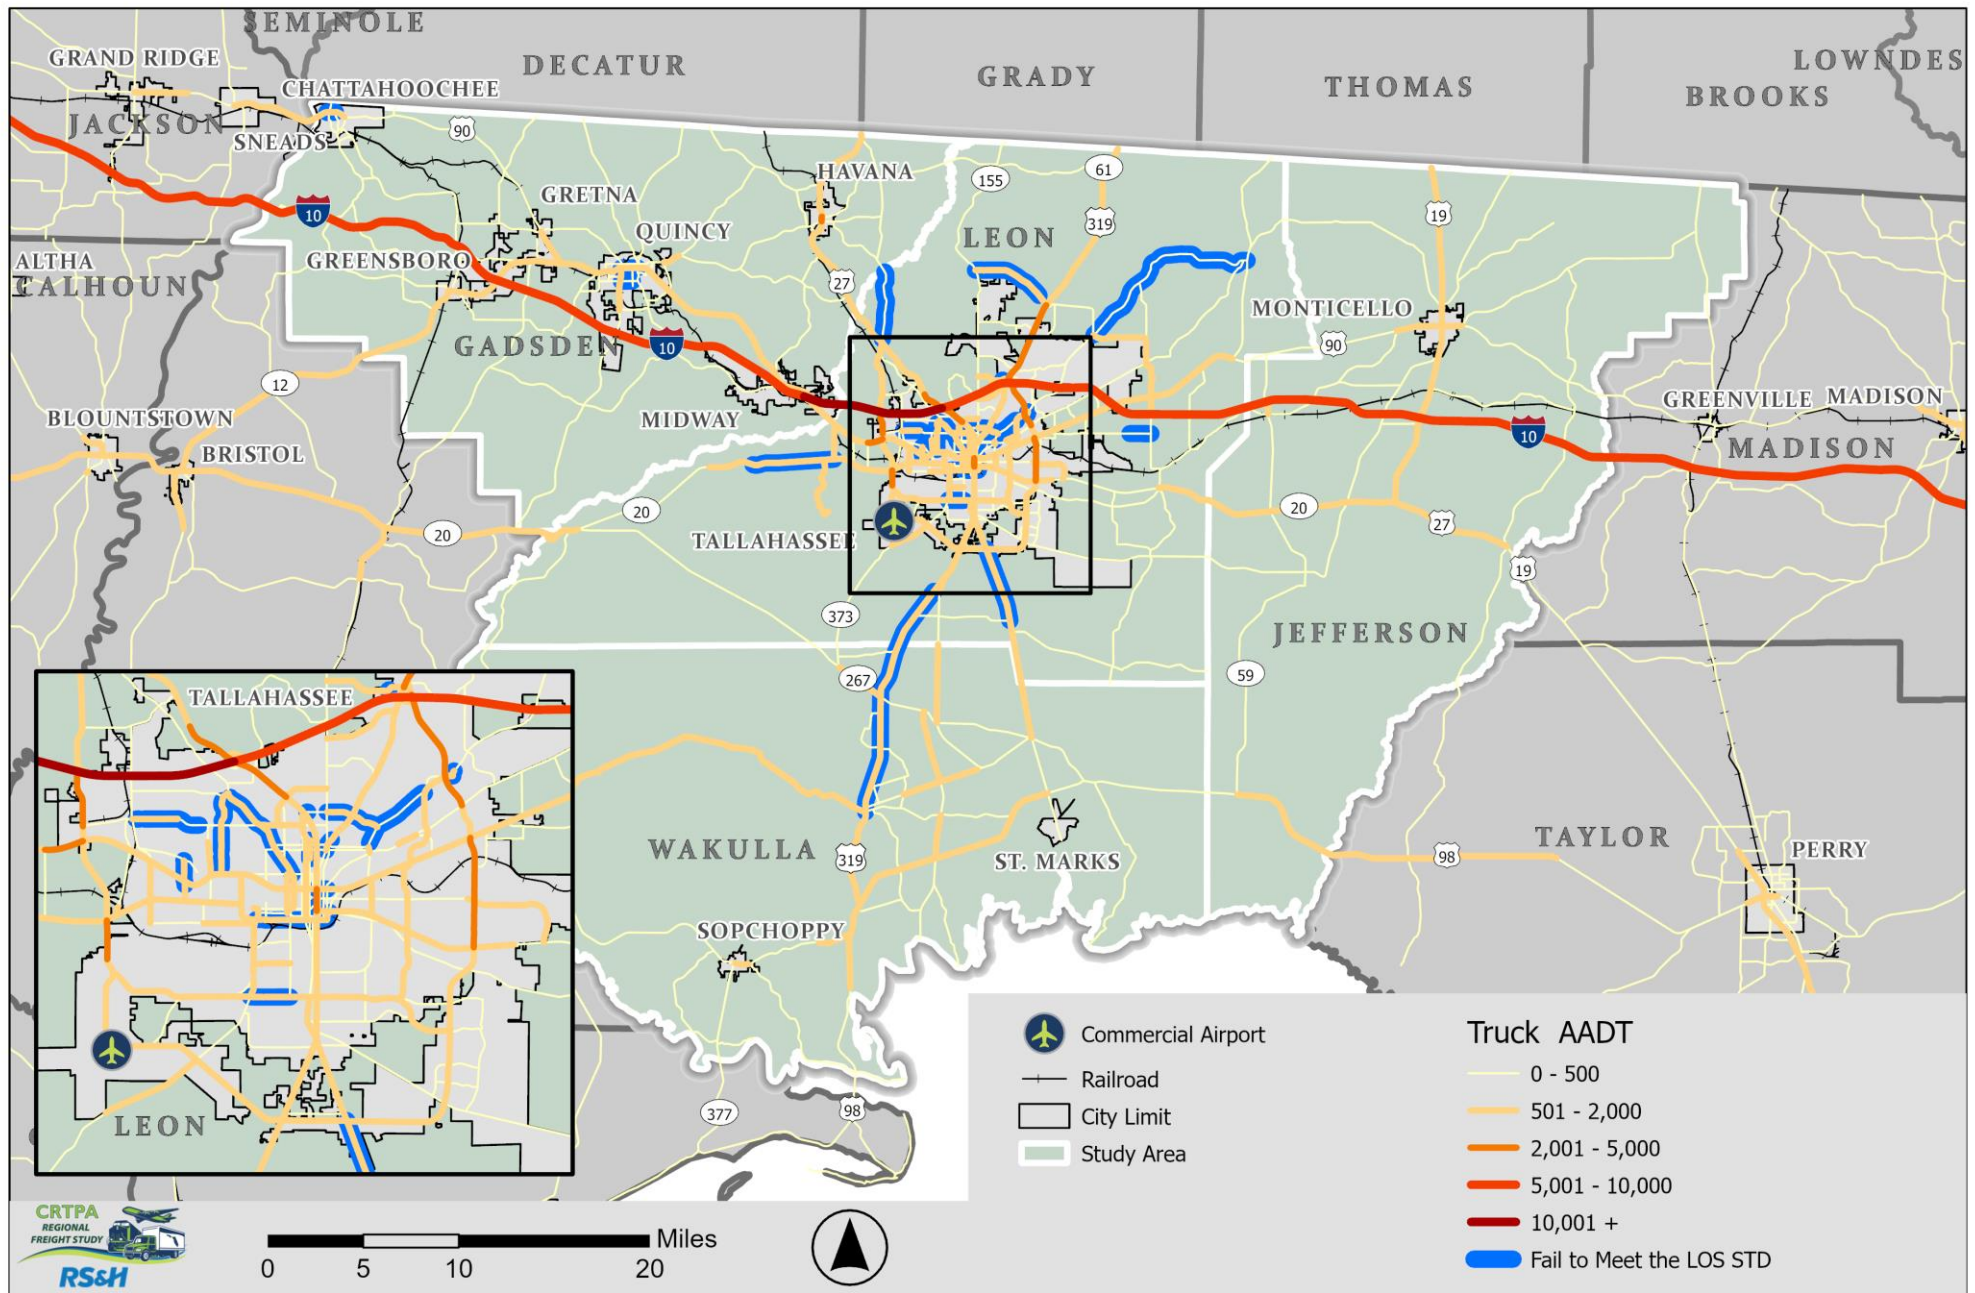 SEMINOLE
GRAND RIDGE
DECATUR
GRADY
THOMAS
LOWNDES
BROOKS
CHATTAHOOCHEE
JACKSON
SNEADS
90
HAVANA
155
61
GRETNA
10
319
19
QUINCY
LEON
ALTHA
CALHOUN
GREENSBORO
27
MONTICELLO
GADSDEN
10
90
12
BLOUNTSTOWN
MIDWAY
GREENVILLE
MADISON
BRISTOL
10
MADISON
20
20
20
27
TALLAHASSEE
19
373
JEFFERSON
267
59
TALLAHASSEE
WAKULLA
319
ST. MARKS
98
TAYLOR
PERRY
SOPCHOPPY
LEON
377
98
Commercial Airport
Railroad
City Limit
Study Area
Truck AADT
0 - 500
501 - 2,000
2,001 - 5,000
5,001 - 10,000
10,001 +
Fail to Meet the LOS STD
CRTPA
REGIONAL
FREIGHT STUDY
RS&H
Miles
0 5 10 20